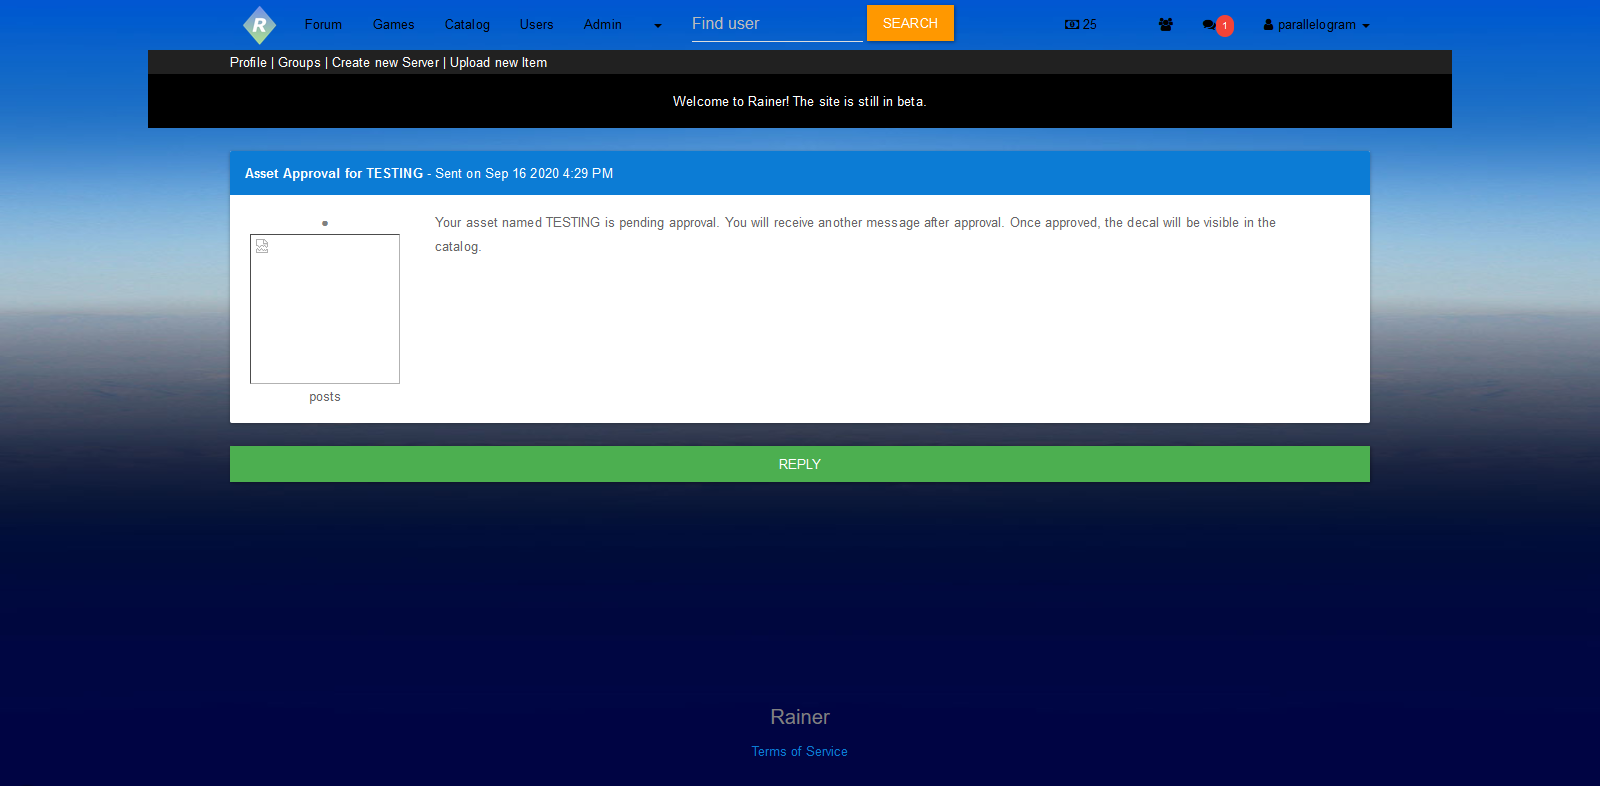 R Forum Games Catalog Users Admin Find user SEARCH 25 1 parallelogram
Profile | Groups | Create new Server | Upload new Item
Welcome to Rainer! The site is still in beta.
Asset Approval for TESTING - Sent on Sep 16 2020 4:29 PM
Your asset named TESTING is pending approval. You will receive another message after approval. Once approved, the decal will be visible in the
catalog.
posts
REPLY
Rainer
Terms of Service